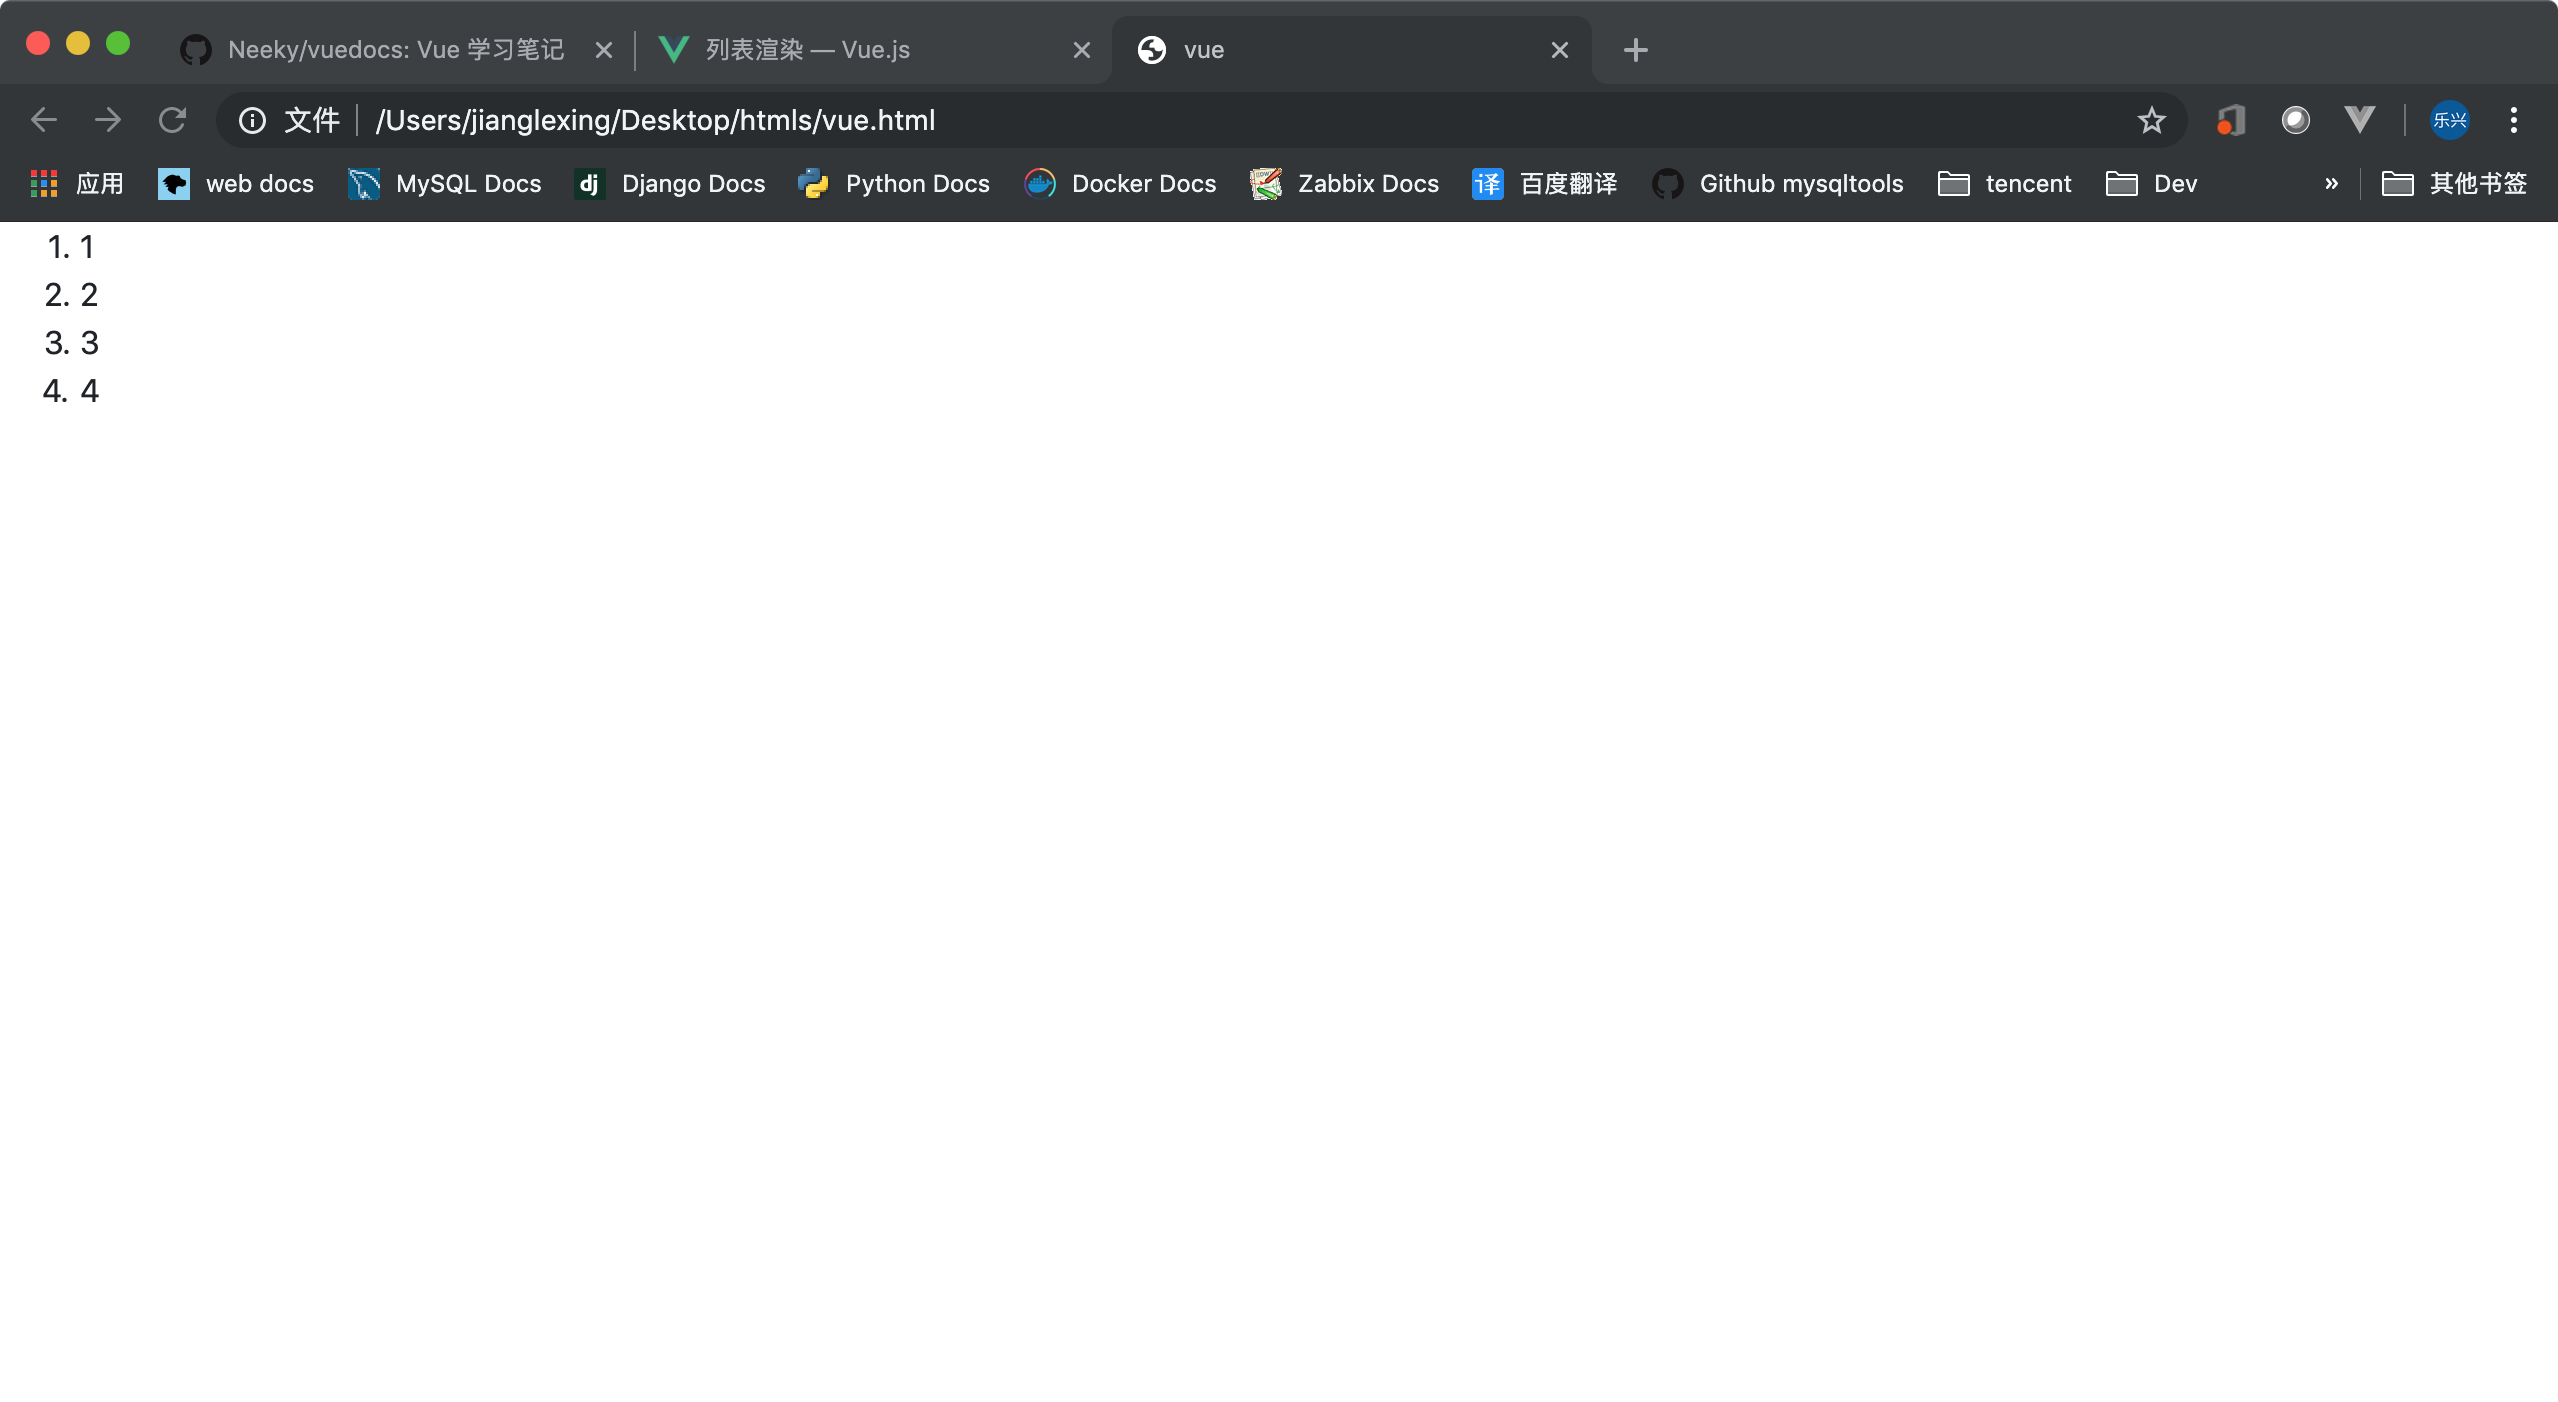 Neeky/vuedocs: Vue 学习笔记 列表渲染 — Vue.js vue
文件 /Users/jianglexing/Desktop/htmls/vue.html 乐兴
应用 web docs MySQL Docs dj Django Docs Python Docs Docker Docs Zabbix Docs 译 百度翻译 Github mysqltools tencent Dev » 其他书签
1. 1
2. 2
3. 3
4. 4